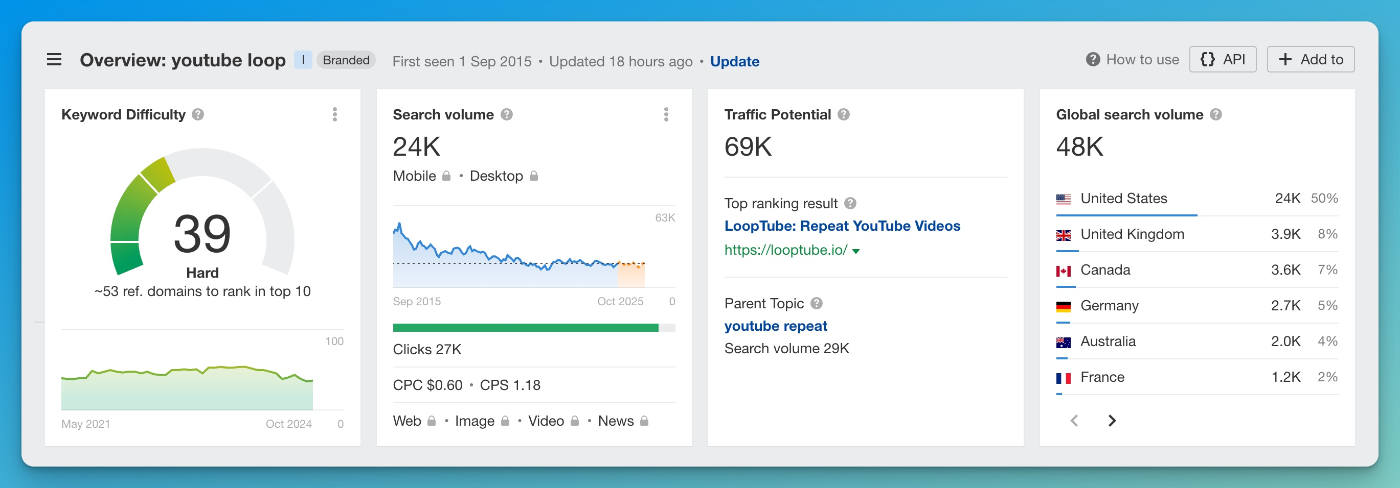 Overview: youtube loop I Branded First seen 1 Sep 2015 • Updated 18 hours ago • Update
? How to use {} API + Add to
Keyword Difficulty ?
39
Hard
~53 ref. domains to rank in top 10
100
May 2021 Oct 2024 0
Search volume ?
24K
Mobile • Desktop
63K
Sep 2015 Oct 2025 0
Clicks 27K
CPC $0.60 • CPS 1.18
Web • Image • Video • News
Traffic Potential ?
69K
Top ranking result ?
LoopTube: Repeat YouTube Videos
https://looptube.io/
Parent Topic ?
youtube repeat
Search volume 29K
Global search volume ?
48K
United States 24K 50%
United Kingdom 3.9K 8%
Canada 3.6K 7%
Germany 2.7K 5%
Australia 2.0K 4%
France 1.2K 2%